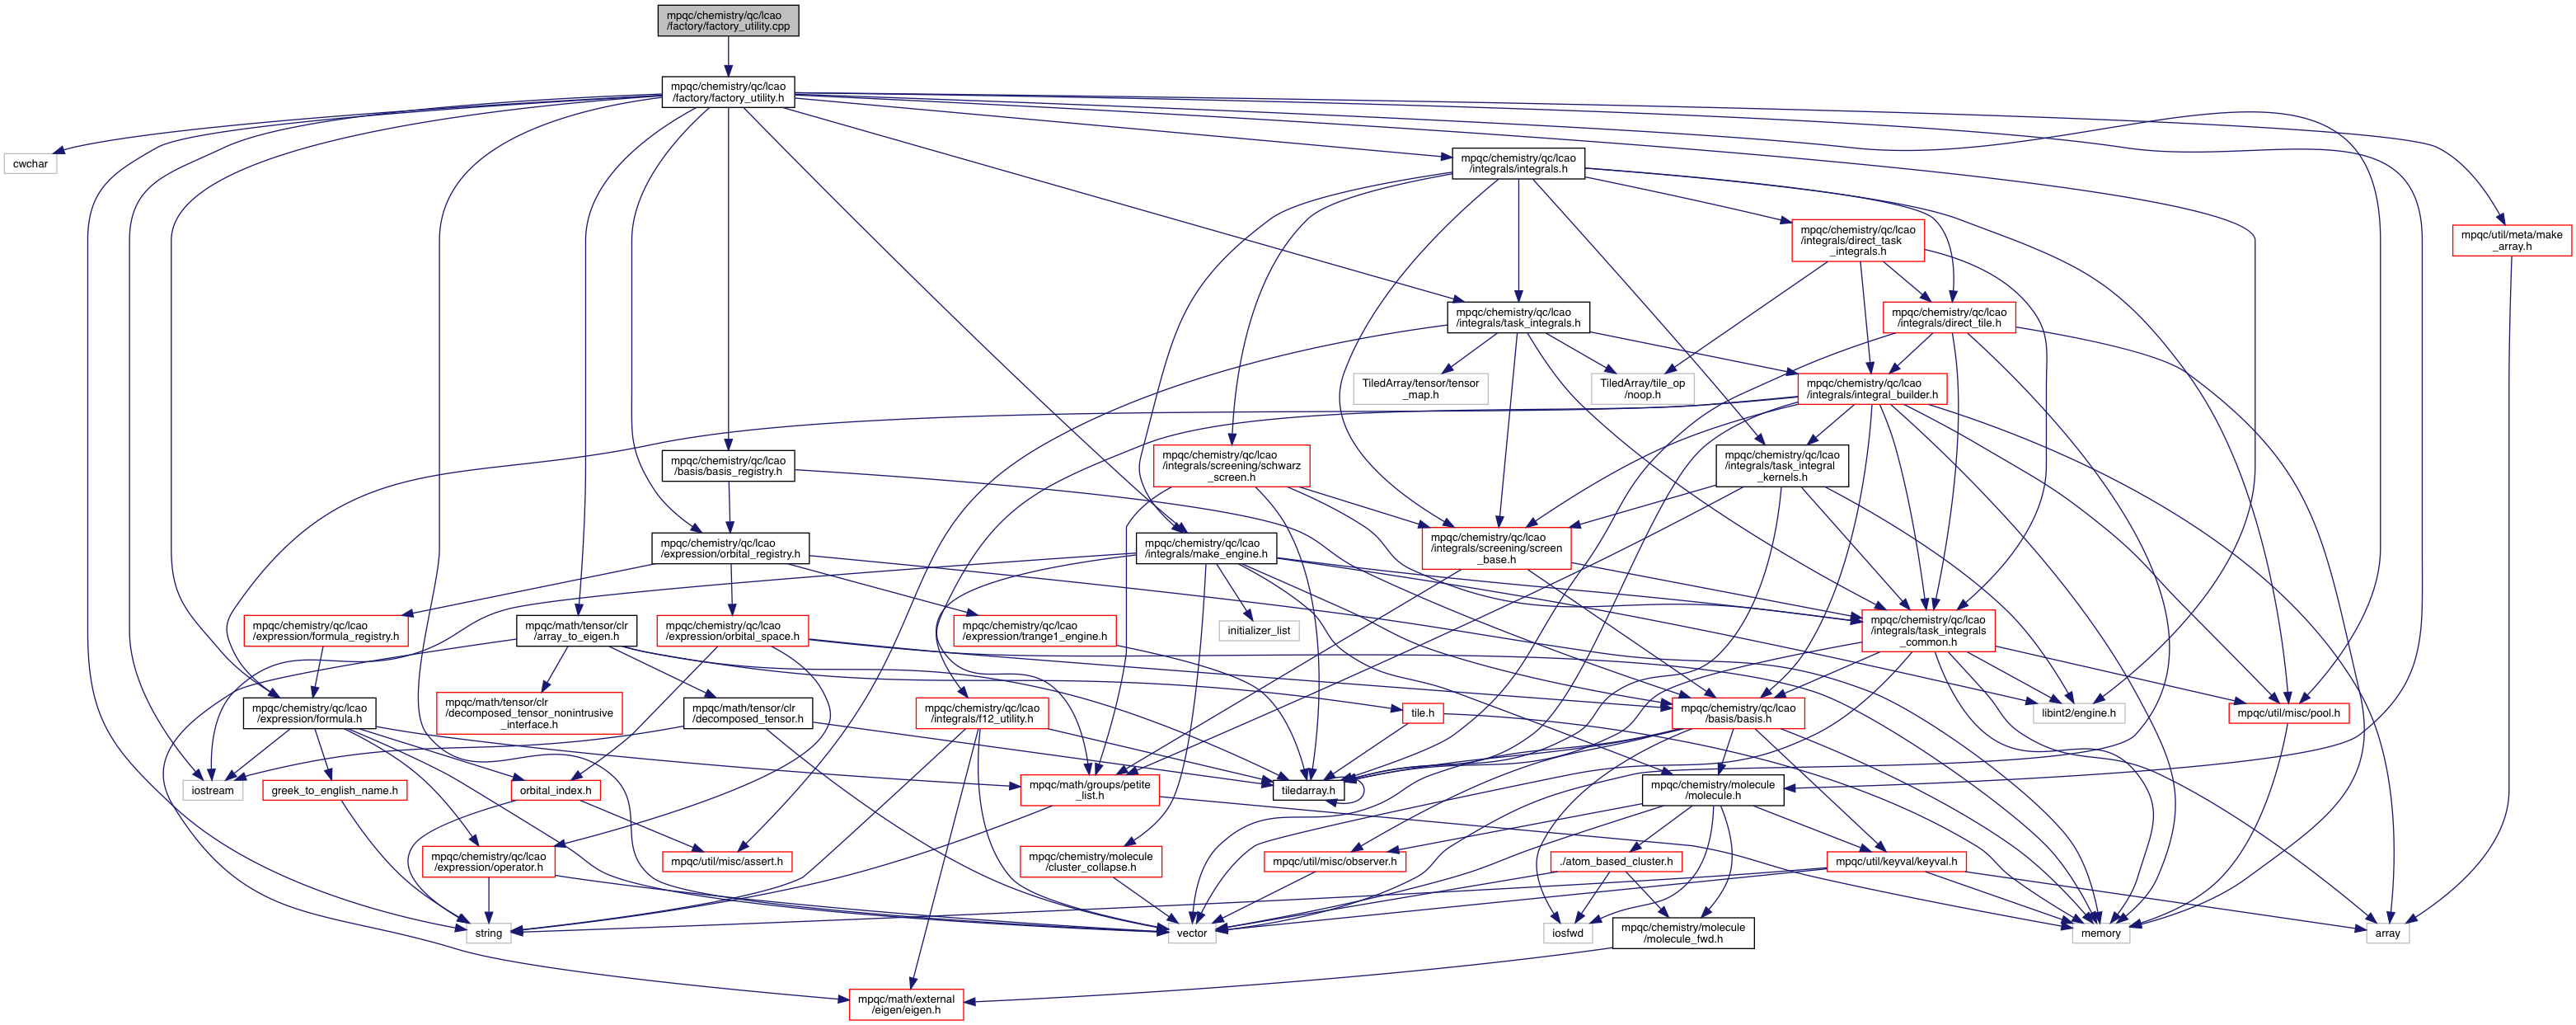 mpqc/chemistry/qc/lcao
/factory/factory_utility.cpp
mpqc/chemistry/qc/lcao
/factory/factory_utility.h
cwchar
mpqc/chemistry/qc/lcao
/integrals/integrals.h
mpqc/chemistry/qc/lcao
/integrals/direct_task
_integrals.h
mpqc/util/meta/make
_array.h
mpqc/chemistry/qc/lcao
/integrals/task_integrals.h
mpqc/chemistry/qc/lcao
/integrals/direct_tile.h
TiledArray/tensor/tensor
_map.h
TiledArray/tile_op
/noop.h
mpqc/chemistry/qc/lcao
/integrals/integral_builder.h
mpqc/chemistry/qc/lcao
/basis/basis_registry.h
mpqc/chemistry/qc/lcao
/integrals/screening/schwarz
_screen.h
mpqc/chemistry/qc/lcao
/integrals/task_integral
_kernels.h
mpqc/chemistry/qc/lcao
/expression/orbital_registry.h
mpqc/chemistry/qc/lcao
/integrals/make_engine.h
mpqc/chemistry/qc/lcao
/integrals/screening/screen
_base.h
mpqc/chemistry/qc/lcao
/expression/formula_registry.h
mpqc/math/tensor/clr
/array_to_eigen.h
mpqc/chemistry/qc/lcao
/expression/orbital_space.h
mpqc/chemistry/qc/lcao
/expression/trange1_engine.h
initializer_list
mpqc/chemistry/qc/lcao
/integrals/task_integrals
_common.h
mpqc/chemistry/qc/lcao
/expression/formula.h
mpqc/math/tensor/clr
/decomposed_tensor_nonintrusive
_interface.h
mpqc/math/tensor/clr
/decomposed_tensor.h
mpqc/chemistry/qc/lcao
/integrals/f12_utility.h
tile.h
mpqc/chemistry/qc/lcao
/basis/basis.h
libint2/engine.h
mpqc/util/misc/pool.h
iostream
greek_to_english_name.h
orbital_index.h
mpqc/math/groups/petite
_list.h
tiledarray.h
mpqc/chemistry/molecule
/molecule.h
mpqc/chemistry/qc/lcao
/expression/operator.h
mpqc/util/misc/assert.h
mpqc/chemistry/molecule
/cluster_collapse.h
mpqc/util/misc/observer.h
./atom_based_cluster.h
mpqc/util/keyval/keyval.h
string
vector
iosfwd
mpqc/chemistry/molecule
/molecule_fwd.h
memory
array
mpqc/math/external
/eigen/eigen.h